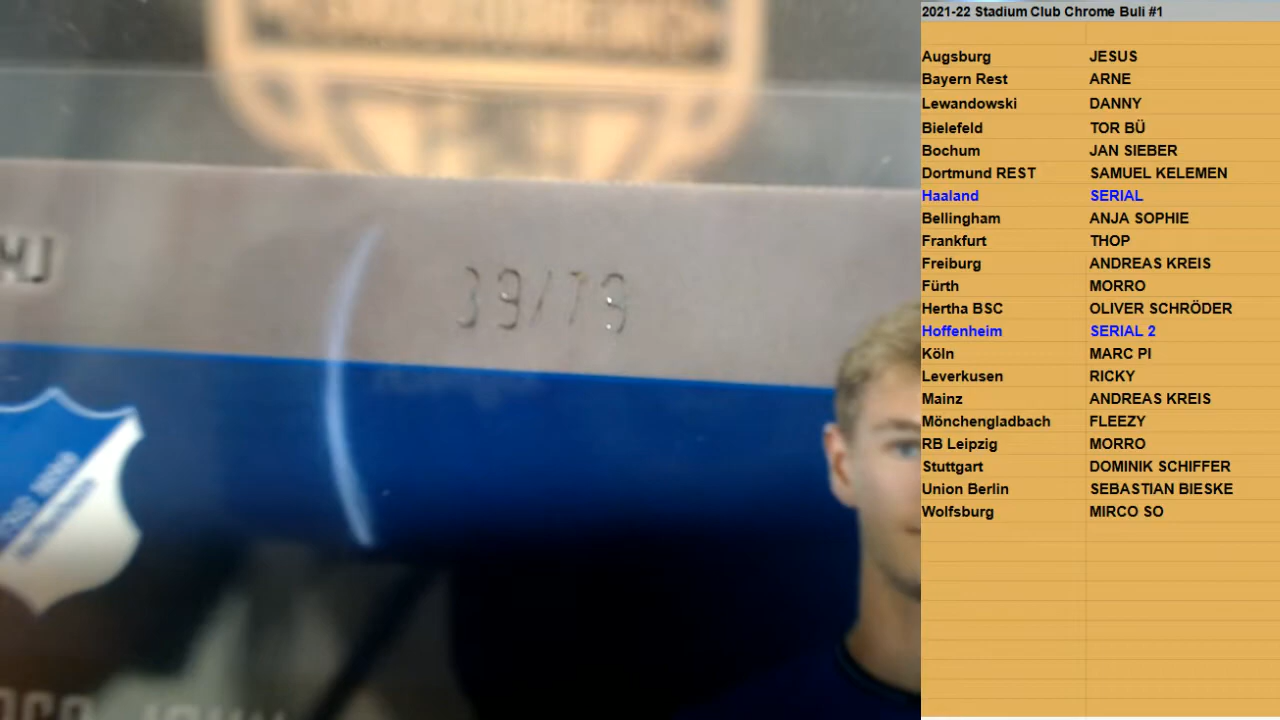 2021-22 Stadium Club Chrome Buli #1
Augsburg JESUS
Bayern Rest ARNE
Lewandowski DANNY
Bielefeld TOR BÜ
Bochum JAN SIEBER
Dortmund REST SAMUEL KELEMEN
Haaland SERIAL
Bellingham ANJA SOPHIE
Frankfurt THOP
Freiburg ANDREAS KREIS
Fürth MORRO
Hertha BSC OLIVER SCHRÖDER
Hoffenheim SERIAL 2
Köln MARC PI
Leverkusen RICKY
Mainz ANDREAS KREIS
Mönchengladbach FLEEZY
RB Leipzig MORRO
Stuttgart DOMINIK SCHIFFER
Union Berlin SEBASTIAN BIESKE
Wolfsburg MIRCO SO
39/79